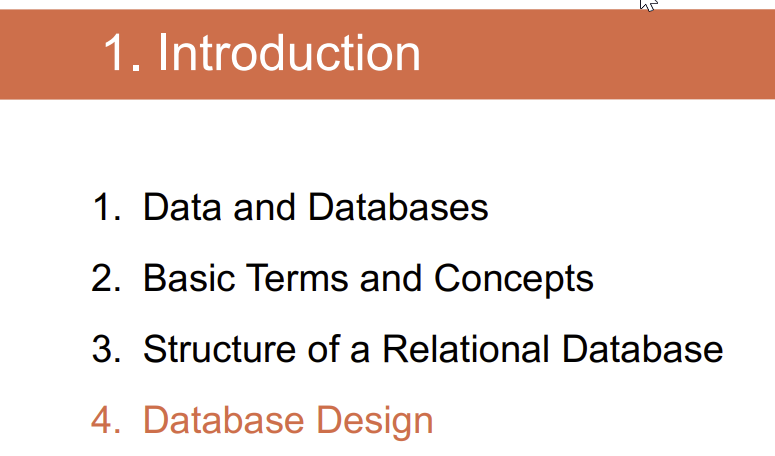 1. Introduction
1. Data and Databases
2. Basic Terms and Concepts
3. Structure of a Relational Database
4. Database Design